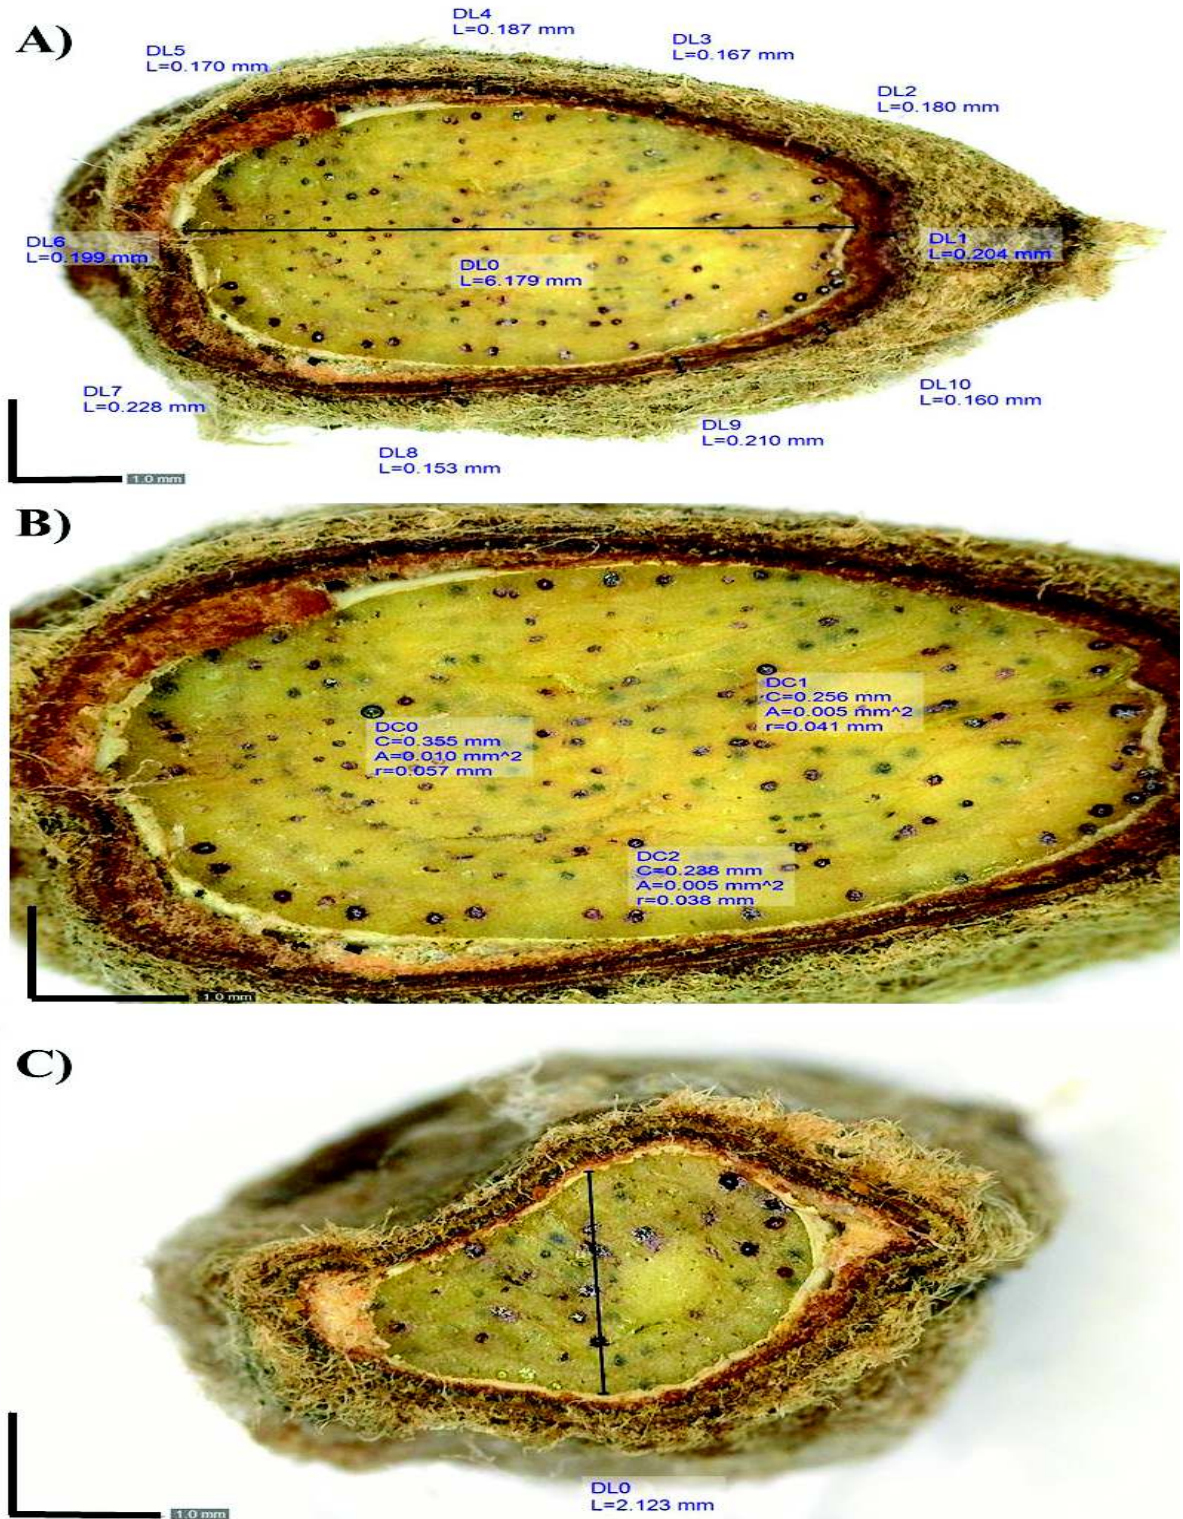 A)
DL4
L=0.187 mm
DL3
L=0.167 mm
DL5
L=0.170 mm
DL2
L=0.180 mm
DL6
L=0.199 mm
DL1
L=0.204 mm
DL0
L=6.179 mm
DL7
L=0.228 mm
DL10
L=0.160 mm
DL9
L=0.210 mm
DL8
L=0.153 mm
1.0 mm
B)
DC1
C=0.256 mm
A=0.005 mm^2
r=0.041 mm
DC0
C=0.355 mm
A=0.010 mm^2
r=0.057 mm
DC2
C=0.238 mm
A=0.005 mm^2
r=0.038 mm
1.0 mm
C)
DL0
L=2.123 mm
1.0 mm